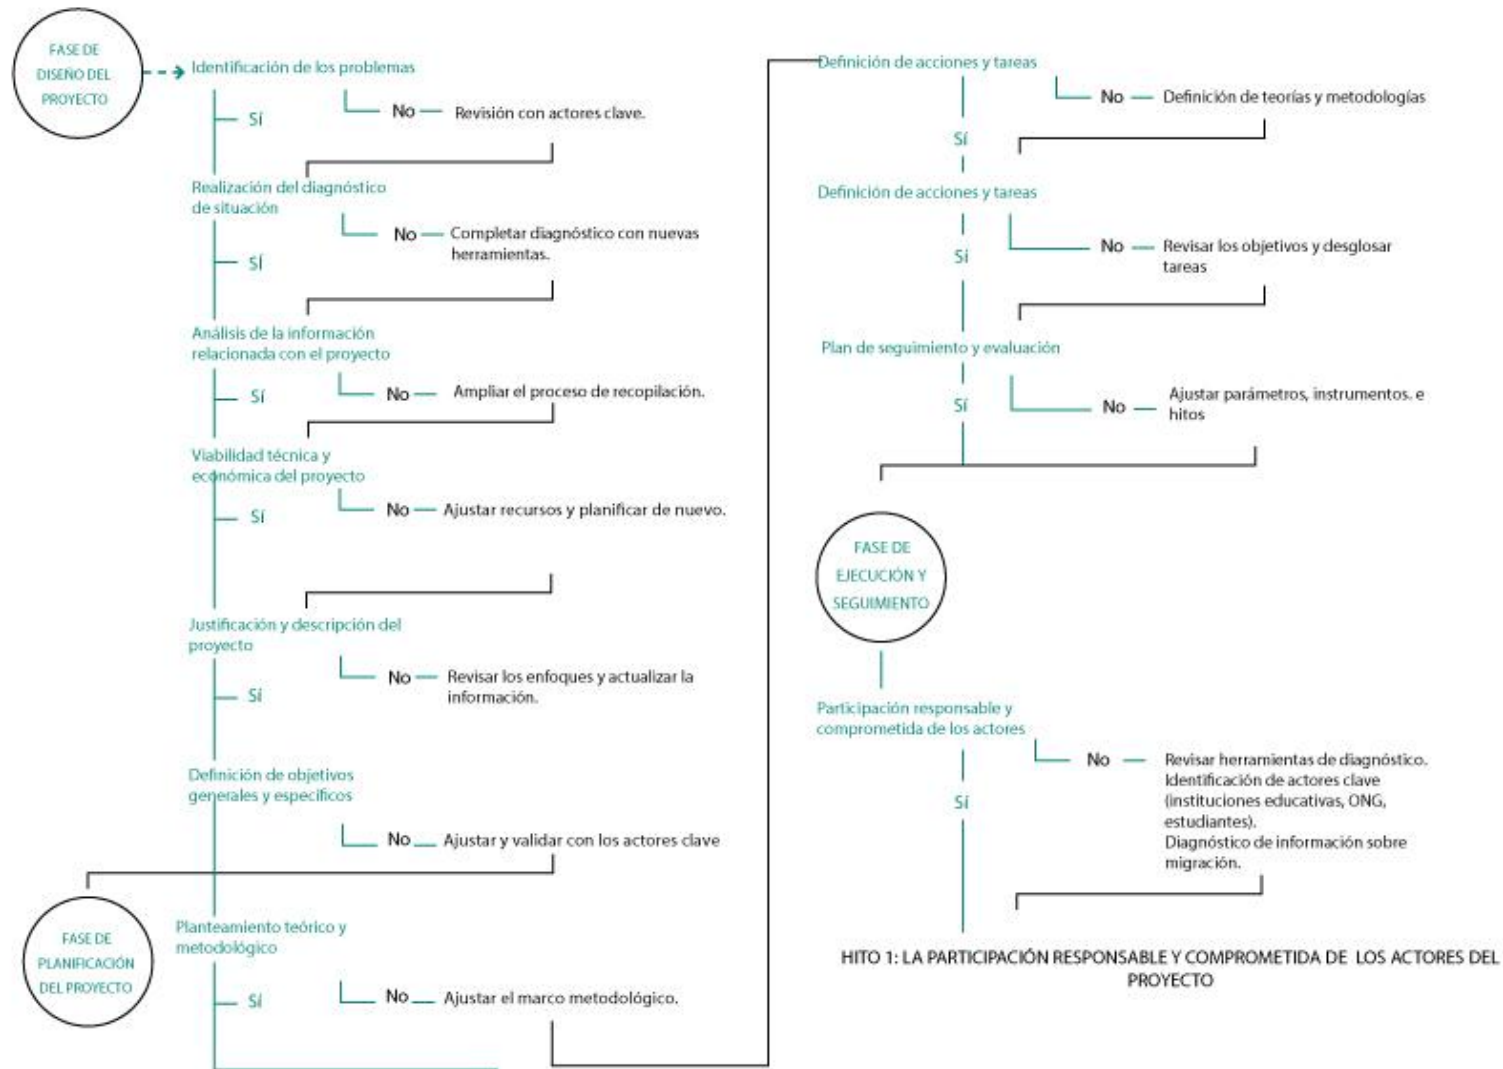 FASE DE
DISEÑO DEL
PROYECTO
Identificación de los problemas
Sí
No
Revisión con actores clave.
Realización del diagnóstico
de situación
No
Completar diagnóstico con nuevas
herramientas.
Sí
Análisis de la información
relacionada con el proyecto
Sí
No
Ampliar el proceso de recopilación.
Viabilidad técnica y
económica del proyecto
Sí
No
Ajustar recursos y planificar de nuevo.
Justificación y descripción del
proyecto
No
Revisar los enfoques y actualizar la
información.
Sí
Definición de objetivos
generales y específicos
No
Ajustar y validar con los actores clave
FASE DE
PLANIFICACIÓN
DEL PROYECTO
Planteamiento teórico y
metodológico
Sí
No
Ajustar el marco metodológico.
Definición de acciones y tareas
No
Definición de teorías y metodologías
Sí
Definición de acciones y tareas
No
Revisar los objetivos y desglosar
tareas
Sí
Plan de seguimiento y evaluación
Sí
No
Ajustar parámetros, instrumentos. e
hitos
FASE DE
EJECUCIÓN Y
SEGUIMIENTO
Participación responsable y
comprometida de los actores
No
Revisar herramientas de diagnóstico.
Identificación de actores clave
(instituciones educativas, ONG,
estudiantes).
Diagnóstico de información sobre
migración.
Sí
HITO 1: LA PARTICIPACIÓN RESPONSABLE Y COMPROMETIDA DE LOS ACTORES DEL
PROYECTO